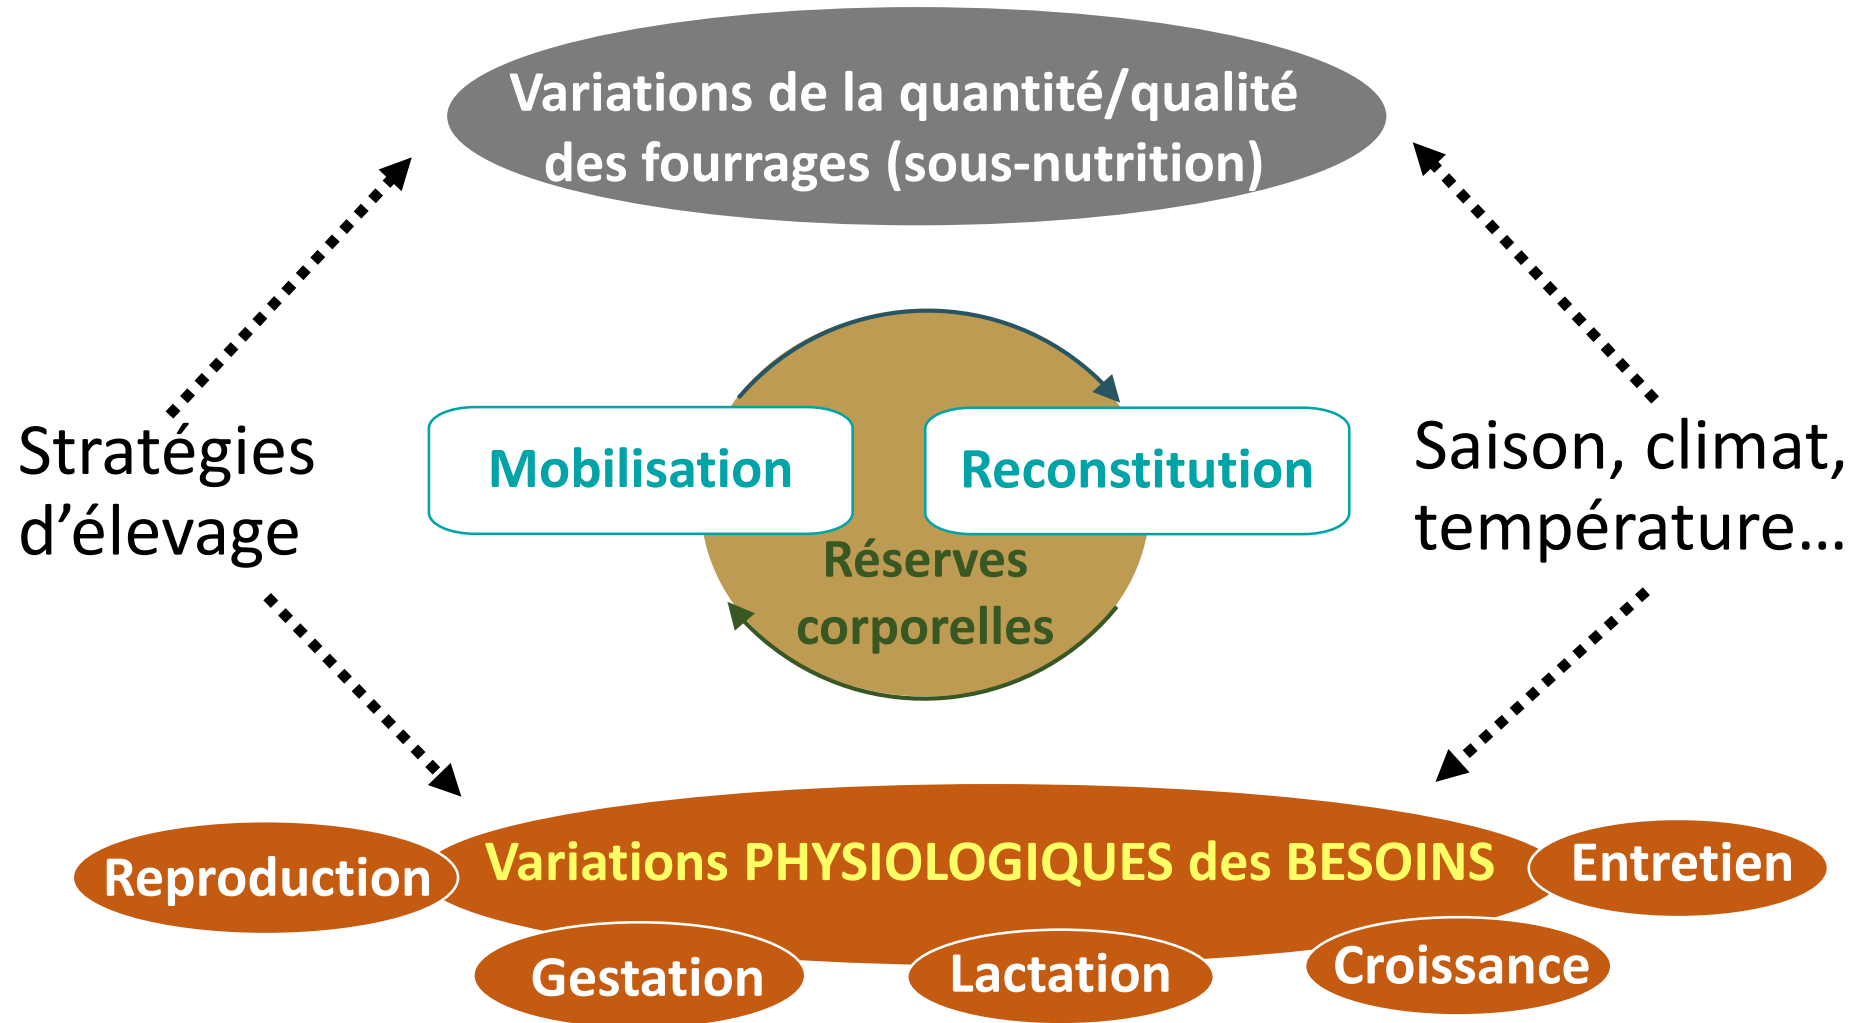 Variations de la quantité/qualité
des fourrages (sous-nutrition)
Stratégies
d’élevage
Mobilisation
Reconstitution
Réserves
corporelles
Saison, climat,
température…
Variations PHYSIOLOGIQUES des BESOINS
Reproduction
Gestation
Lactation
Croissance
Entretien